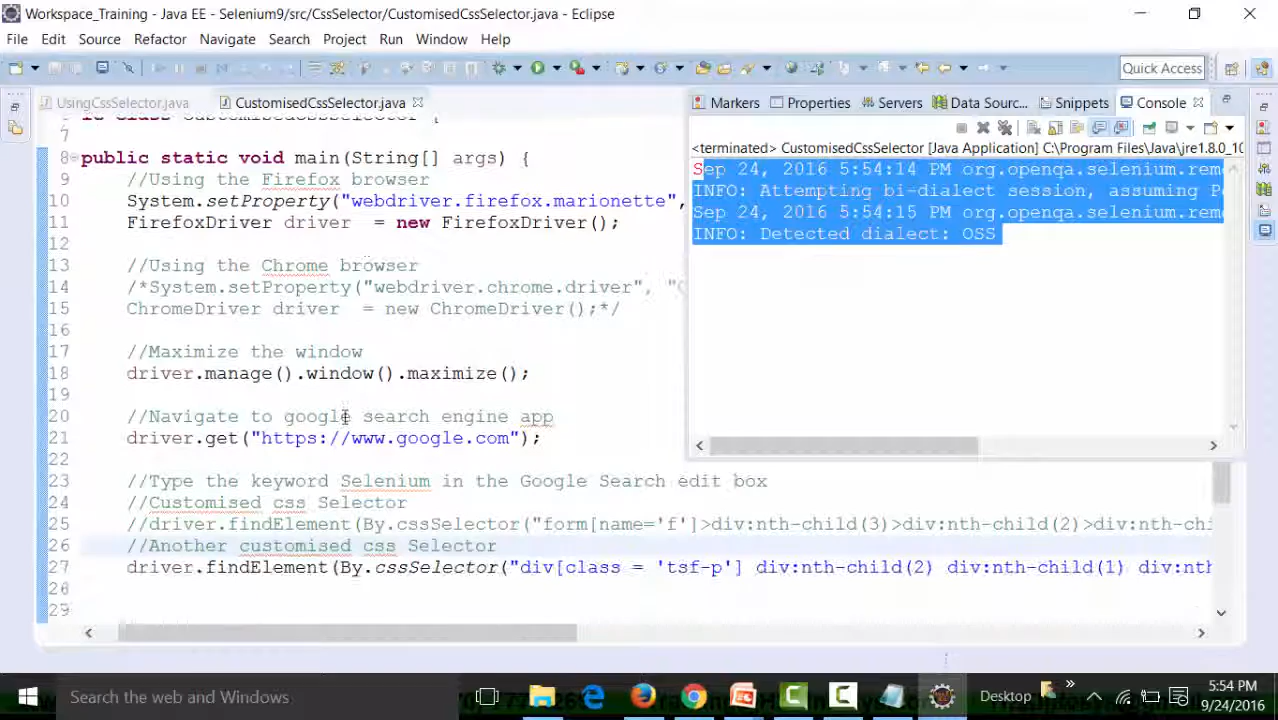 Workspace_Training - Java EE - Selenium9/src/CssSelector/CustomisedCssSelector.java - Eclipse
File Edit Source Refactor Navigate Search Project Run Window Help
Quick Access
UsingCssSelector.java CustomisedCssSelector.java
Markers Properties Servers Data Sourc... Snippets Console
<terminated> CustomisedCssSelector [Java Application] C:\Program Files\Java\jre1.8.0_10
Sep 24, 2016 5:54:14 PM org.openqa.selenium.rem
INFO: Attempting bi-dialect session, assuming P
Sep 24, 2016 5:54:15 PM org.openqa.selenium.rem
INFO: Detected dialect: OSS
7
8 public static void main(String[] args) {
9 //Using the Firefox browser
10 System.setProperty("webdriver.firefox.marionette",
11 FirefoxDriver driver = new FirefoxDriver();
12
13 //Using the Chrome browser
14 /*System.setProperty("webdriver.chrome.driver", "
15 ChromeDriver driver = new ChromeDriver();*/
16
17 //Maximize the window
18 driver.manage().window().maximize();
19
20 //Navigate to google search engine app
21 driver.get("https://www.google.com");
22
23 //Type the keyword Selenium in the Google Search edit box
24 //Customised css Selector
25 //driver.findElement(By.cssSelector("form[name='f']>div:nth-child(3)>div:nth-child(2)>div:nth-chi
26 //Another customised css Selector
27 driver.findElement(By.cssSelector("div[class = 'tsf-p'] div:nth-child(2) div:nth-child(1) div:nth
28
29
Search the web and Windows
Desktop
5:54 PM
9/24/2016